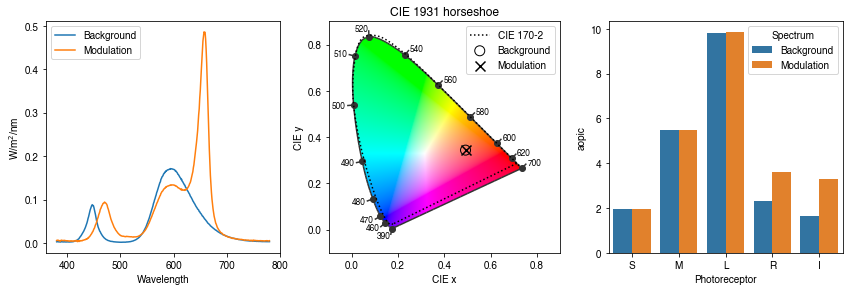 Background
Modulation
0.5
0.4
0.3
0.2
0.1
0.0
W/m²/nm
400 500 600 700 800
Wavelength
CIE 1931 horseshoe
CIE 170-2
Background
Modulation
520
540
510
560
500
580
600
620
490
700
480
470
460
390
0.8
0.6
0.4
0.2
0.0
CIE y
0.0 0.2 0.4 0.6 0.8
CIE x
Spectrum
Background
Modulation
10
8
6
4
2
0
aopic
S M L R I
Photoreceptor